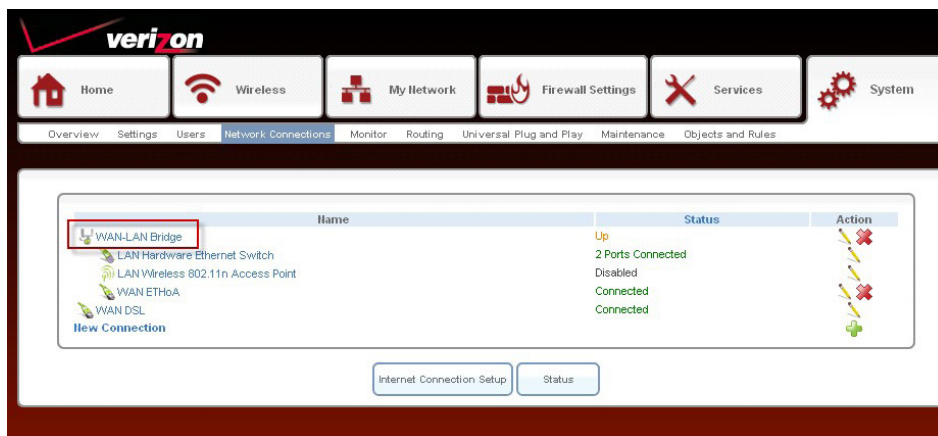 verizon
Home Wireless My Network Firewall Settings Services System
Overview Settings Users Network Connections Monitor Routing Universal Plug and Play Maintenance Objects and Rules
Name Status Action
WAN-LAN Bridge Up
LAN Hardware Ethernet Switch 2 Ports Connected
LAN Wireless 802.11n Access Point Disabled
WAN ETHoA Connected
WAN DSL Connected
New Connection
Internet Connection Setup Status